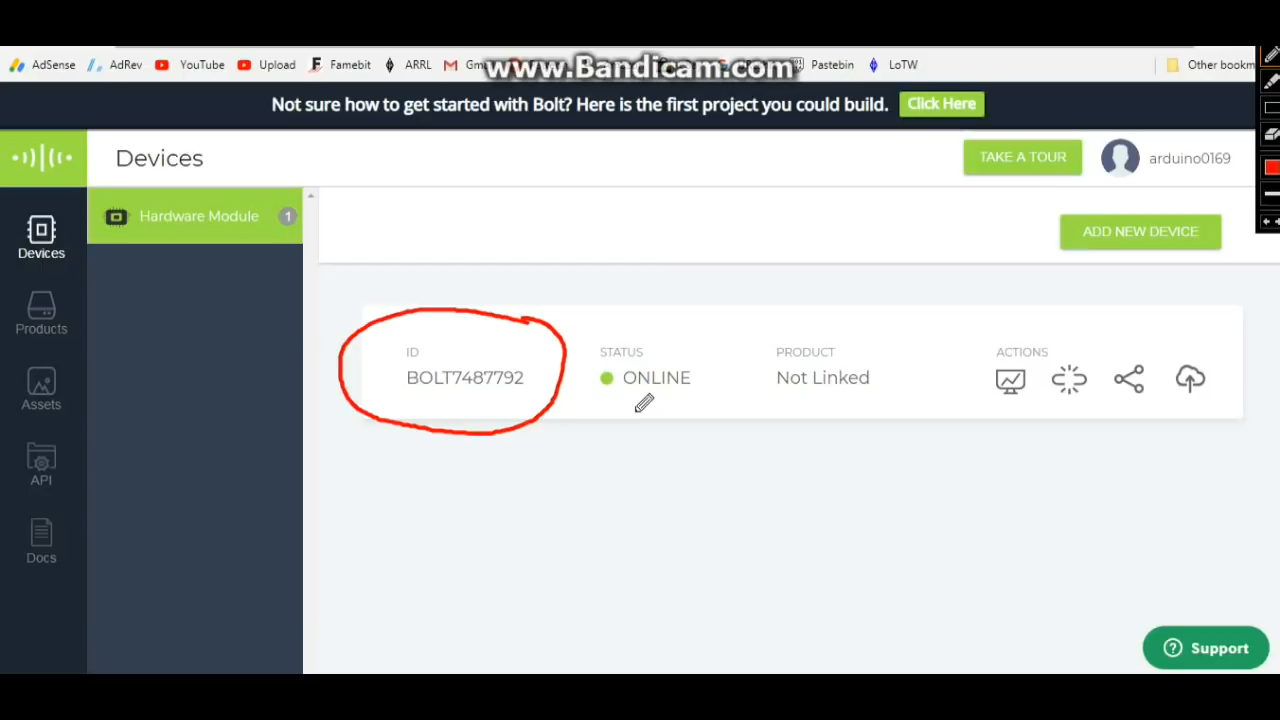 www.Bandicam.com
AdSense AdRev YouTube Upload Famebit ARRL Pastebin LoTW Other bookm
Not sure how to get started with Bolt? Here is the first project you could build. Click Here
Devices TAKE A TOUR arduino0169
Hardware Module 1
ADD NEW DEVICE
Devices
Products
Assets
API
Docs
ID STATUS PRODUCT ACTIONS
BOLT7487792 ONLINE Not Linked
Support